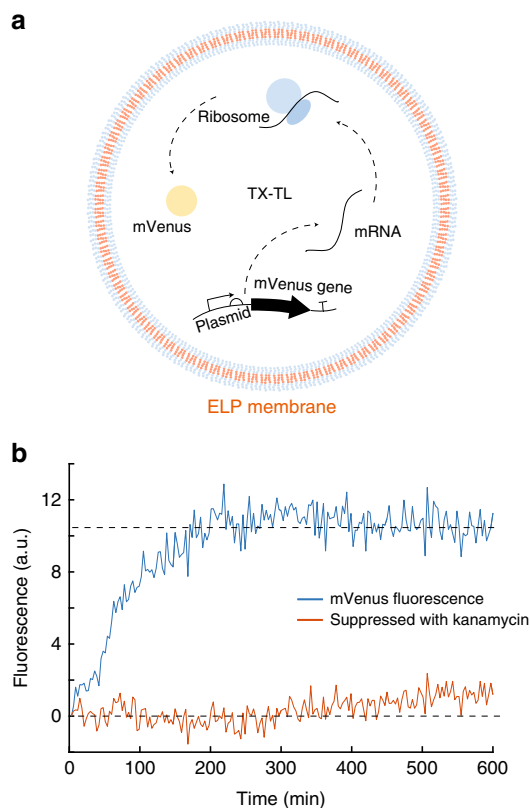 a
Ribosome
TX-TL
mVenus
mRNA
mVenus gene
Plasmid
ELP membrane
b
12
8
4
0
Fluorescence (a.u.)
mVenus fluorescence
Suppressed with kanamycin
0 100 200 300 400 500 600
Time (min)